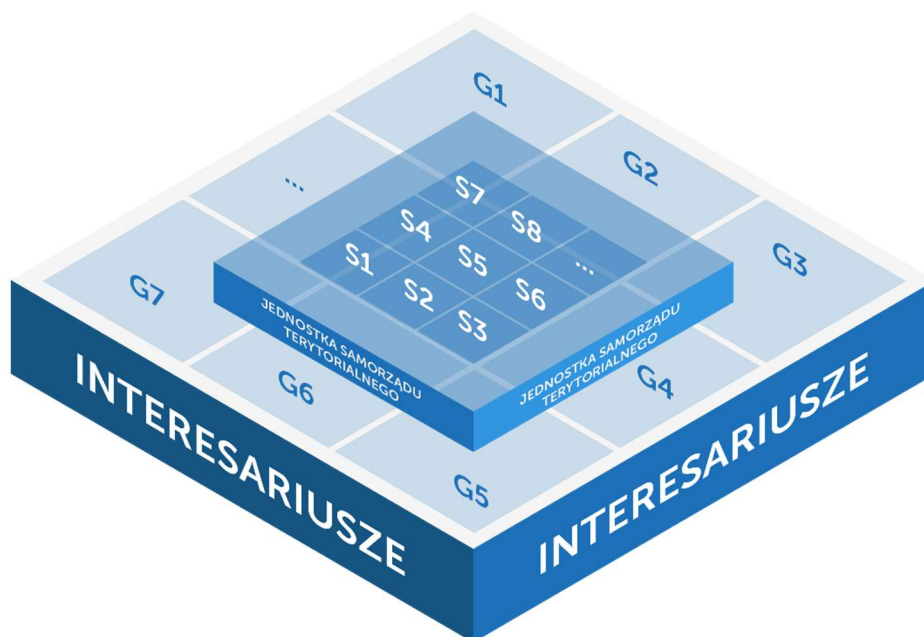 G1
G2
...
G3
S7
S8
S4
...
S5
S1
S6
S2
S3
G7
JEDNOSTKA SAMORZĄDU
TERYTORIALNEGO
JEDNOSTKA SAMORZĄDU
TERYTORIALNEGO
G4
G6
G5
INTERESARIUSZE
INTERESARIUSZE